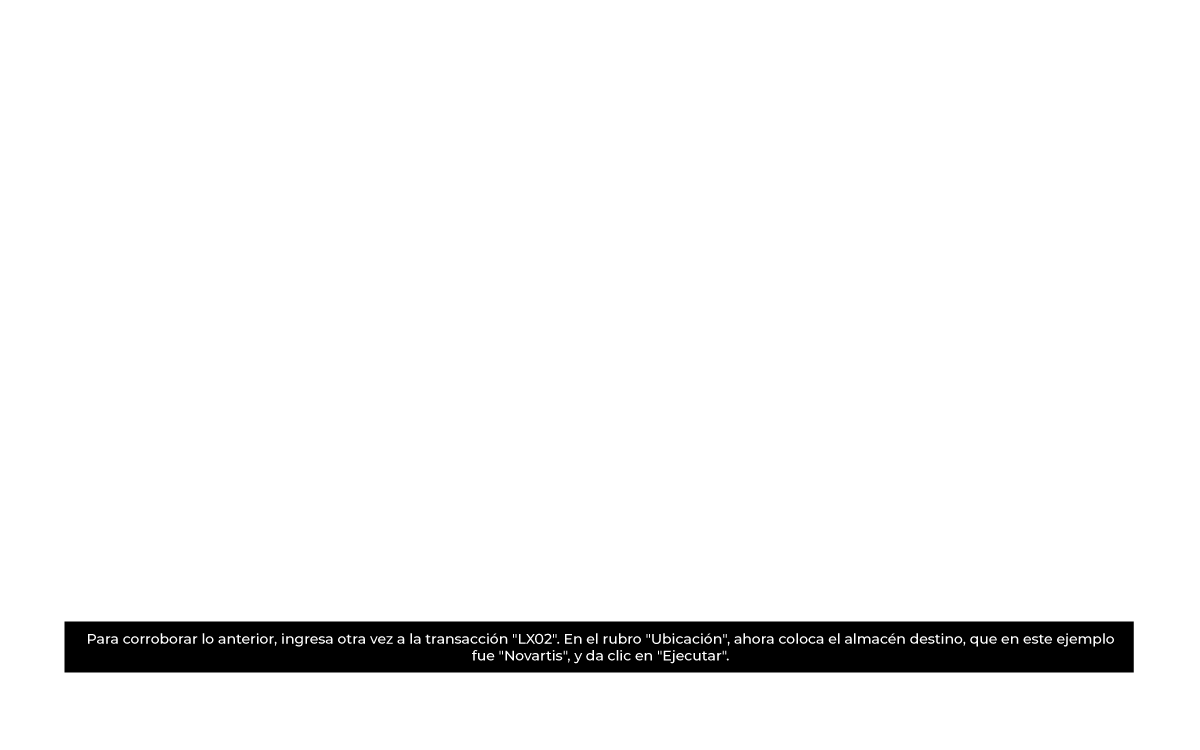 Para corroborar lo anterior, ingresa otra vez a la transacción "LX02". En el rubro "Ubicación", ahora coloca el almacén destino, que en este ejemplo
fue "Novartis", y da clic en "Ejecutar".